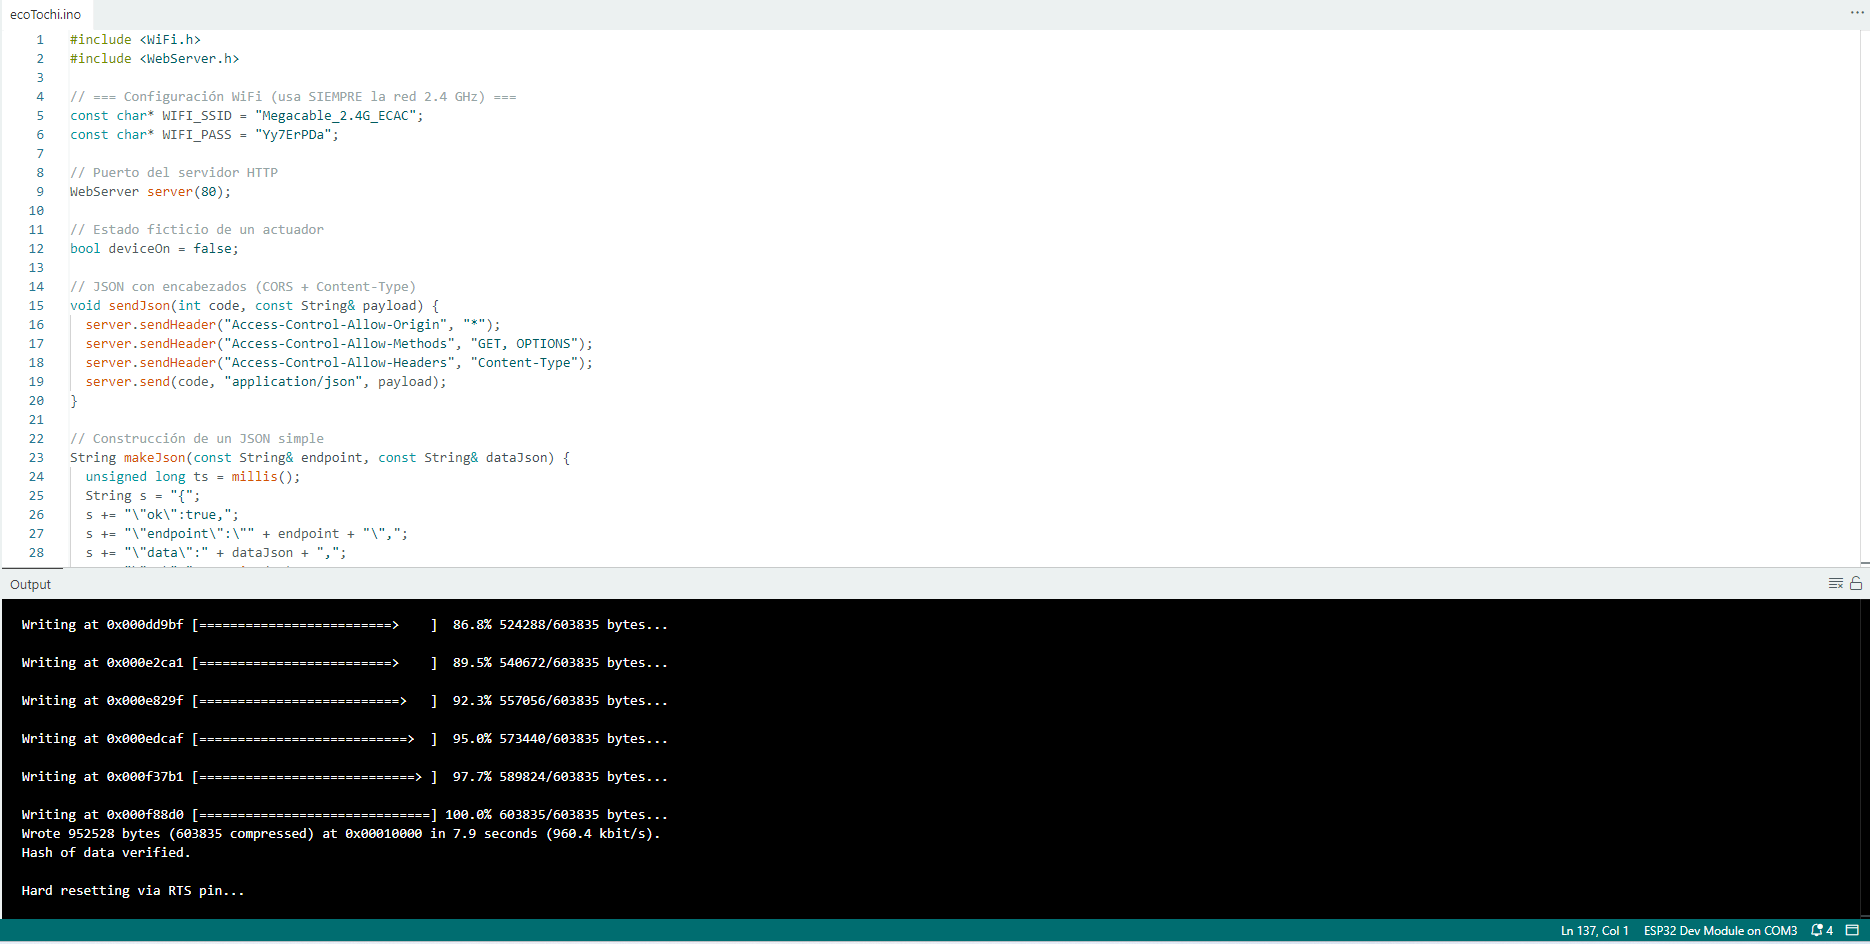 ecoTochi.ino
...
1 #include <WiFi.h>
2 #include <WebServer.h>
3
4 // === Configuración WiFi (usa SIEMPRE la red 2.4 GHz) ===
5 const char* WIFI_SSID = "Megacable_2.4G_ECAC";
6 const char* WIFI_PASS = "Yy7ErPDa";
7
8 // Puerto del servidor HTTP
9 WebServer server(80);
10
11 // Estado ficticio de un actuador
12 bool deviceOn = false;
13
14 // JSON con encabezados (CORS + Content-Type)
15 void sendJson(int code, const String& payload) {
16 server.sendHeader("Access-Control-Allow-Origin", "*");
17 server.sendHeader("Access-Control-Allow-Methods", "GET, OPTIONS");
18 server.sendHeader("Access-Control-Allow-Headers", "Content-Type");
19 server.send(code, "application/json", payload);
20 }
21
22 // Construcción de un JSON simple
23 String makeJson(const String& endpoint, const String& dataJson) {
24 unsigned long ts = millis();
25 String s = "{";
26 s += "\"ok\":true,";
27 s += "\"endpoint\":\"" + endpoint + "\",";
28 s += "\"data\":" + dataJson + ",";
Output
Writing at 0x000dd9bf [=========================>    ]  86.8% 524288/603835 bytes...
Writing at 0x000e2ca1 [=========================>    ]  89.5% 540672/603835 bytes...
Writing at 0x000e829f [==========================>   ]  92.3% 557056/603835 bytes...
Writing at 0x000edcaf [===========================>  ]  95.0% 573440/603835 bytes...
Writing at 0x000f37b1 [============================> ]  97.7% 589824/603835 bytes...
Writing at 0x000f88d0 [==============================] 100.0% 603835/603835 bytes...
Wrote 952528 bytes (603835 compressed) at 0x00010000 in 7.9 seconds (960.4 kbit/s).
Hash of data verified.
Hard resetting via RTS pin...
Ln 137, Col 1 ESP32 Dev Module on COM3 4